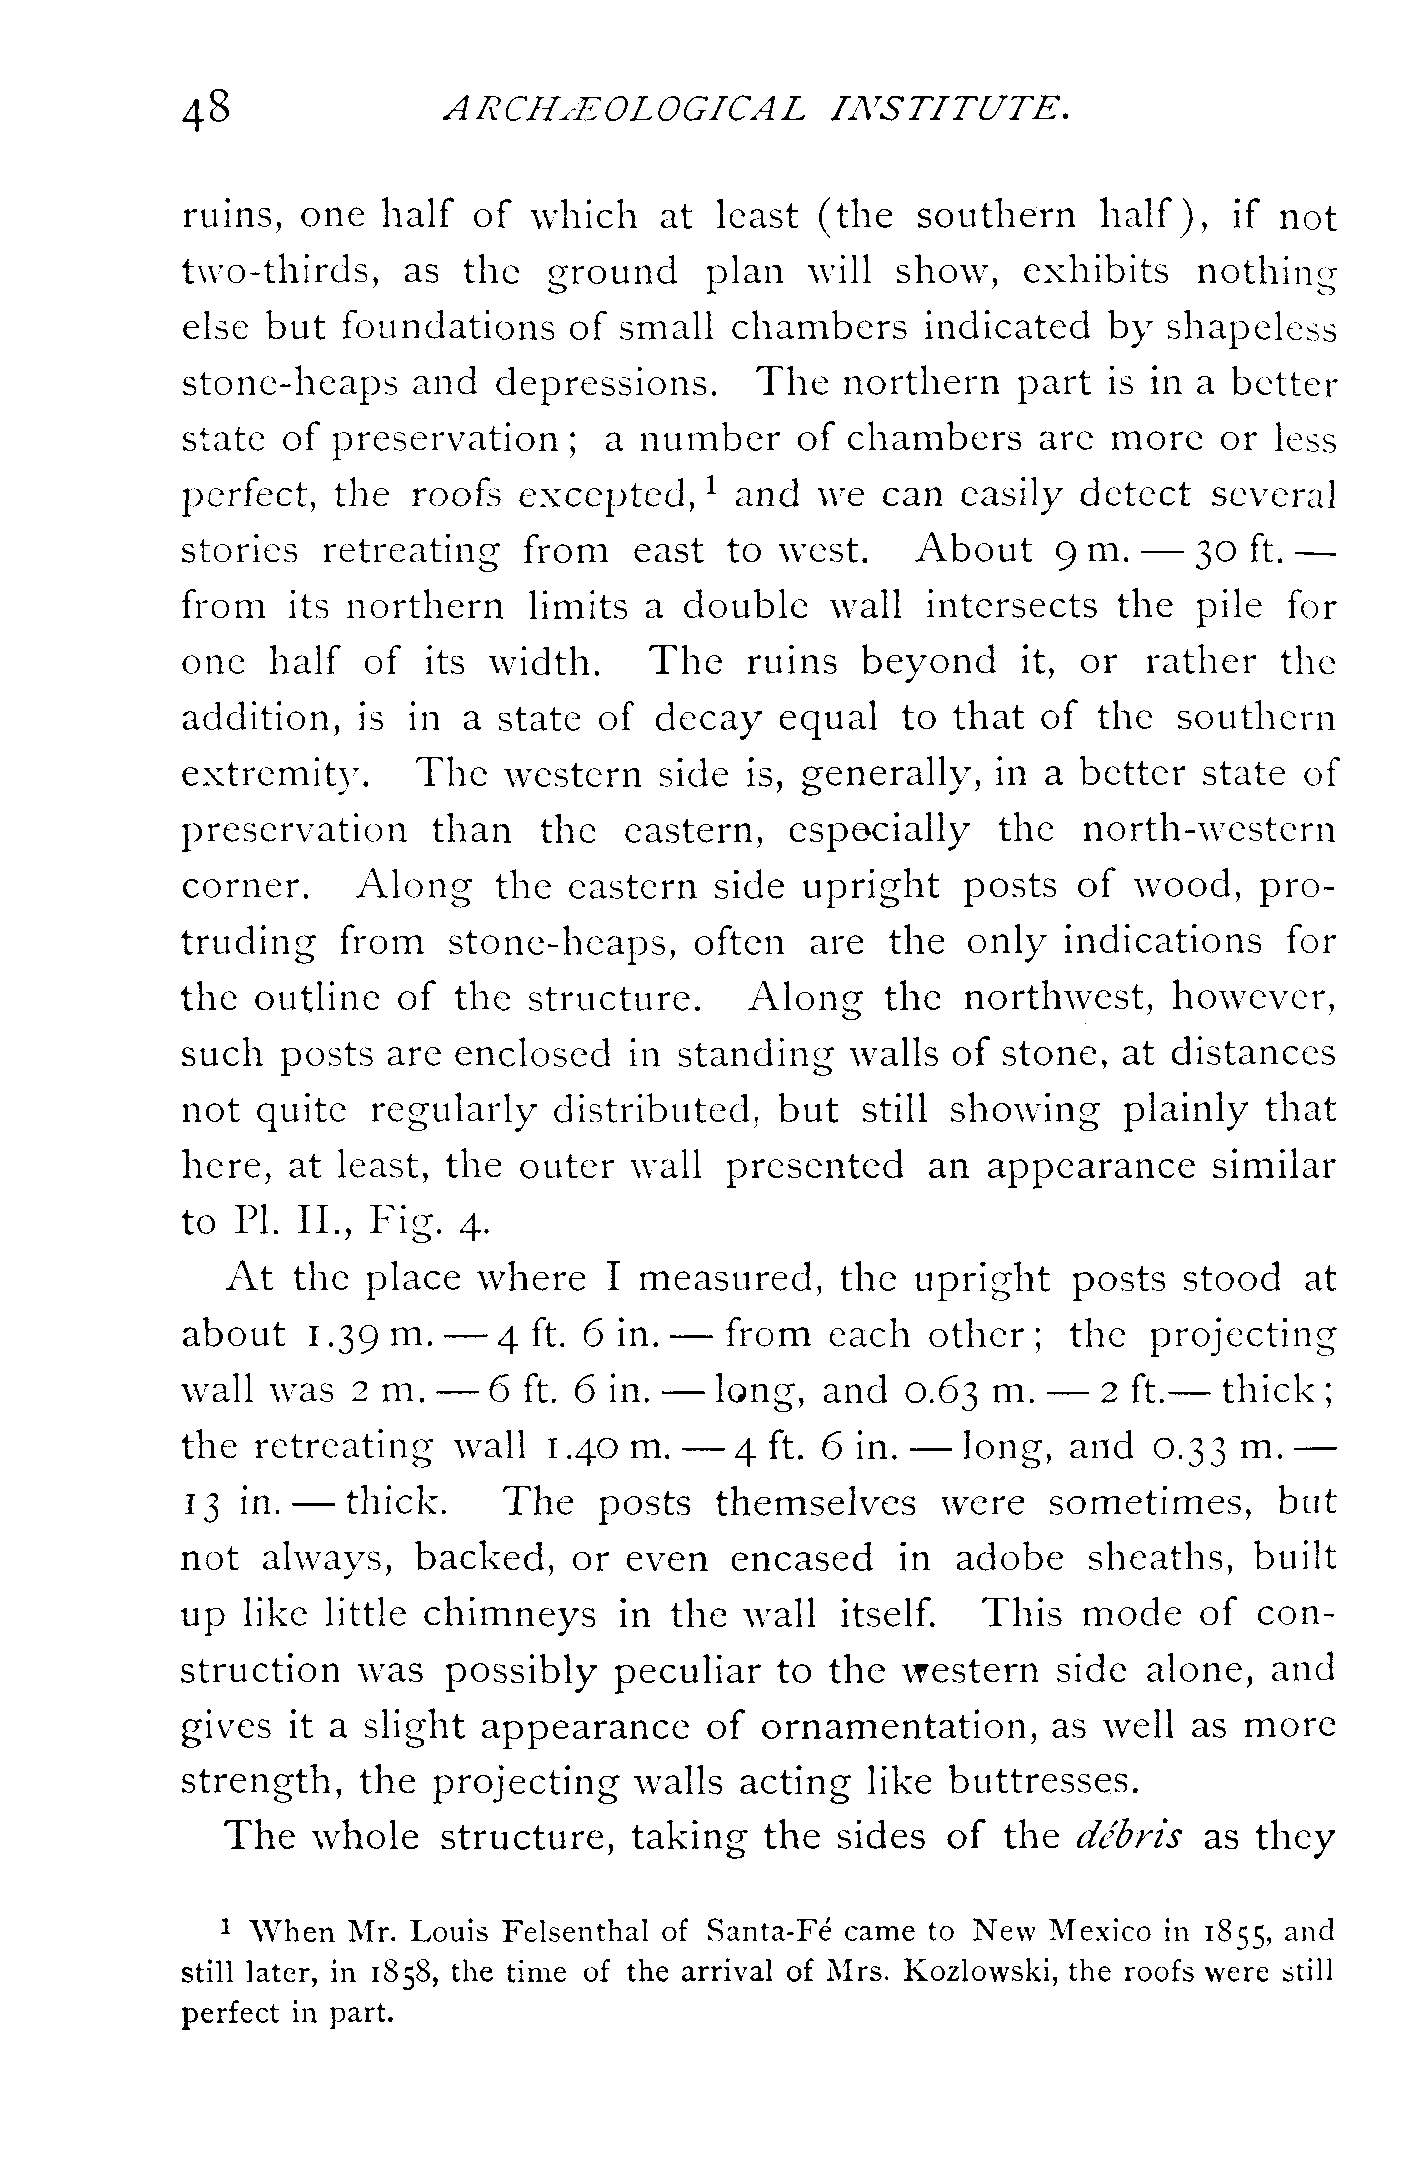 48 ARCHÆOLOGICAL INSTITUTE.
ruins, one half of which at least (the southern half), if not
two-thirds, as the ground plan will show, exhibits nothing
else but foundations of small chambers indicated by shapeless
stone-heaps and depressions. The northern part is in a better
state of preservation; a number of chambers are more or less
perfect, the roofs excepted,¹ and we can easily detect several
stories retreating from east to west. About 9 m. — 30 ft. —
from its northern limits a double wall intersects the pile for
one half of its width. The ruins beyond it, or rather the
addition, is in a state of decay equal to that of the southern
extremity. The western side is, generally, in a better state of
preservation than the eastern, especially the north-western
corner. Along the eastern side upright posts of wood, pro-
truding from stone-heaps, often are the only indications for
the outline of the structure. Along the northwest, however,
such posts are enclosed in standing walls of stone, at distances
not quite regularly distributed, but still showing plainly that
here, at least, the outer wall presented an appearance similar
to Pl. II., Fig. 4.
At the place where I measured, the upright posts stood at
about 1.39 m. — 4 ft. 6 in. — from each other; the projecting
wall was 2 m. — 6 ft. 6 in. — long, and 0.63 m. — 2 ft. — thick;
the retreating wall 1.40 m. — 4 ft. 6 in. — long, and 0.33 m. —
13 in. — thick. The posts themselves were sometimes, but
not always, backed, or even encased in adobe sheaths, built
up like little chimneys in the wall itself. This mode of con-
struction was possibly peculiar to the western side alone, and
gives it a slight appearance of ornamentation, as well as more
strength, the projecting walls acting like buttresses.
The whole structure, taking the sides of the débris as they
¹ When Mr. Louis Felsenthal of Santa-Fé came to New Mexico in 1855, and
still later, in 1858, the time of the arrival of Mrs. Kozlowski, the roofs were still
perfect in part.